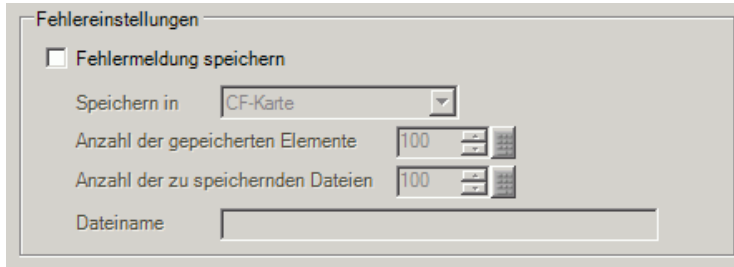 Fehlereinstellungen
Fehlermeldung speichern
Speichern in CF-Karte
Anzahl der gepeicherten Elemente 100
Anzahl der zu speichernden Dateien 100
Dateiname